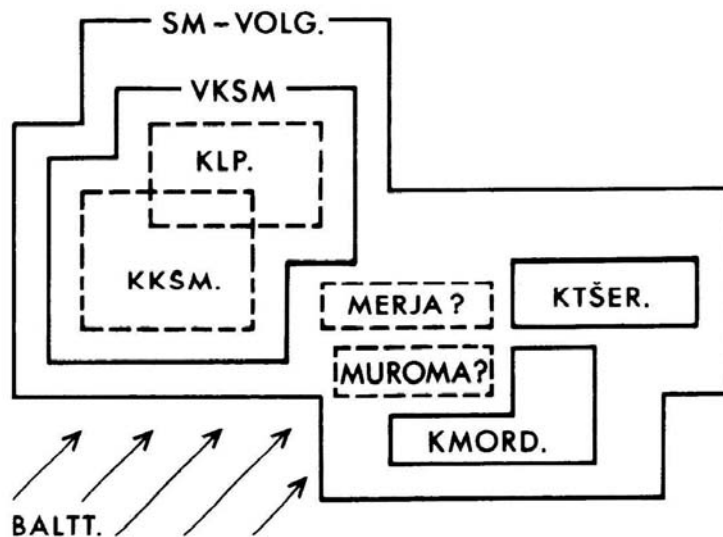 SM-VOLG.
VKSM
KLP.
KKSM.
MERJA?
KTŠER.
MUROMA?
KMORD.
BALTT.